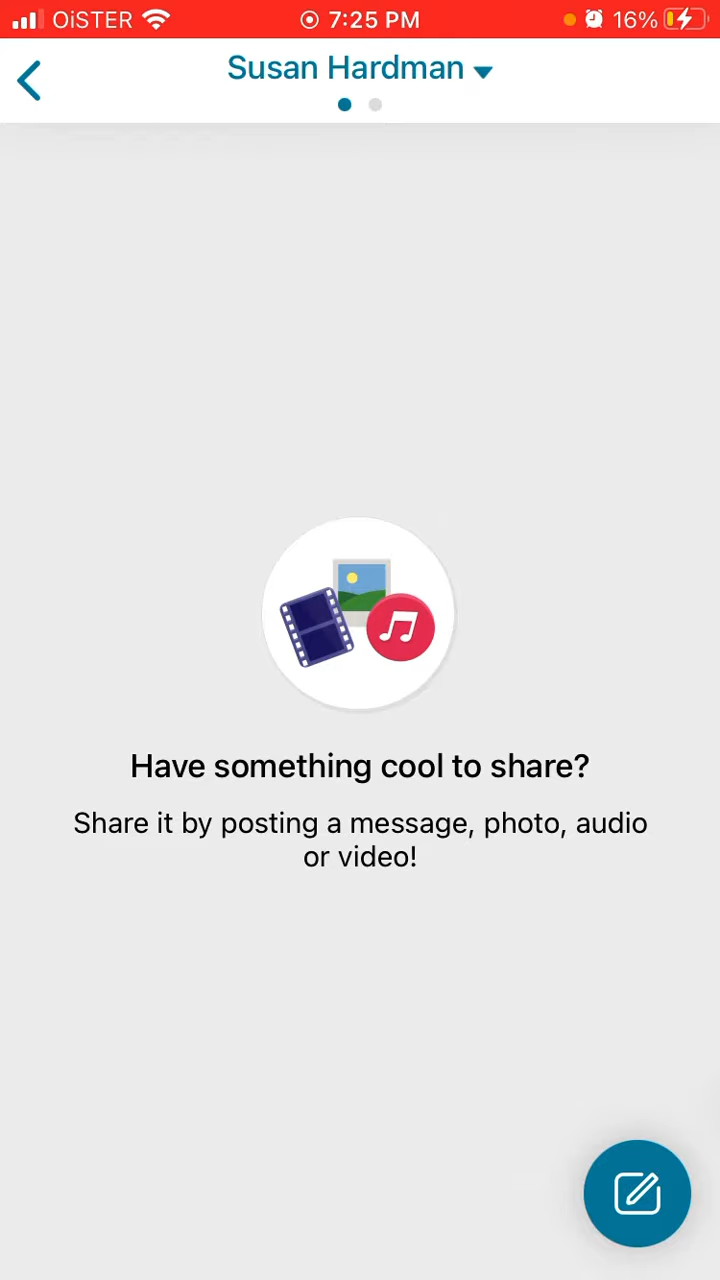 OiSTER 7:25 PM 16%
Susan Hardman
Have something cool to share?
Share it by posting a message, photo, audio
or video!